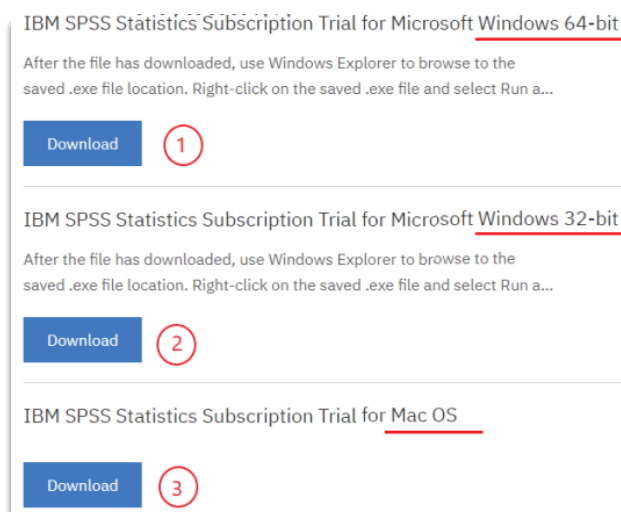 IBM SPSS Statistics Subscription Trial for Microsoft Windows 64-bit
After the file has downloaded, use Windows Explorer to browse to the
saved .exe file location. Right-click on the saved .exe file and select Run a...
Download
1
IBM SPSS Statistics Subscription Trial for Microsoft Windows 32-bit
After the file has downloaded, use Windows Explorer to browse to the
saved .exe file location. Right-click on the saved .exe file and select Run a...
Download
2
IBM SPSS Statistics Subscription Trial for Mac OS
Download
3